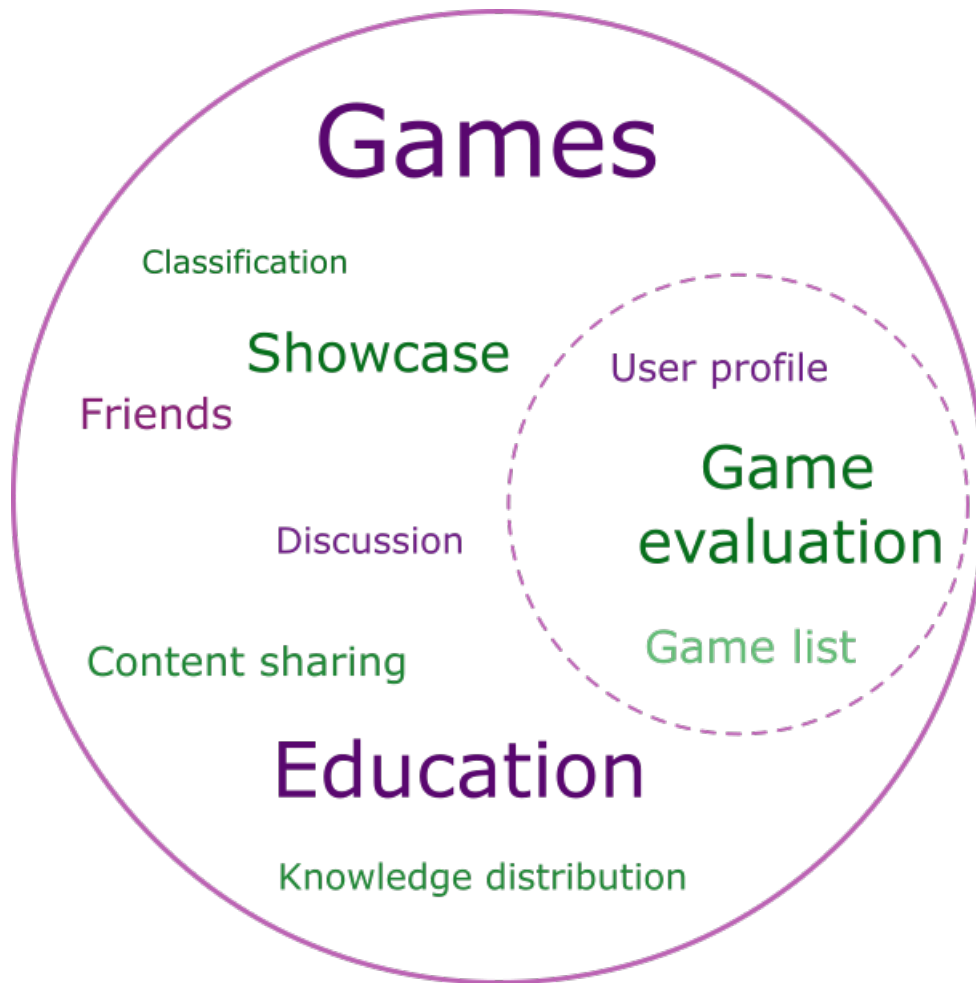 Games
Classification
Showcase
User profile
Friends
Game
evaluation
Discussion
Game list
Content sharing
Education
Knowledge distribution